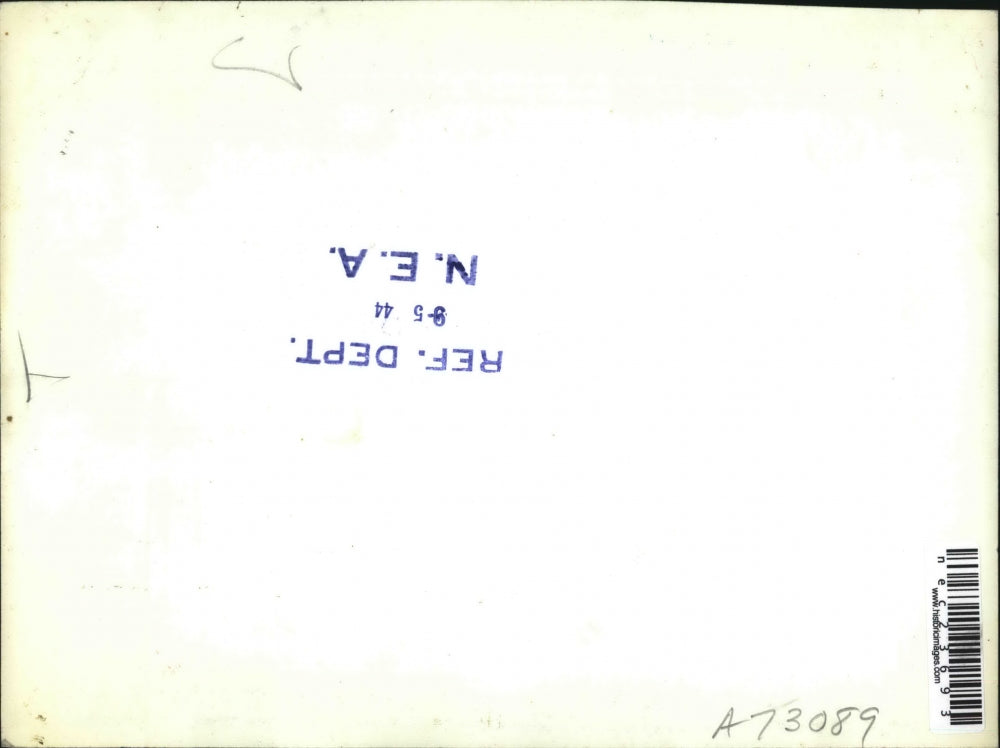 REF. DEPT.
9-5 44
N. E. A.
nec23693
www.historicimages.com
A73089